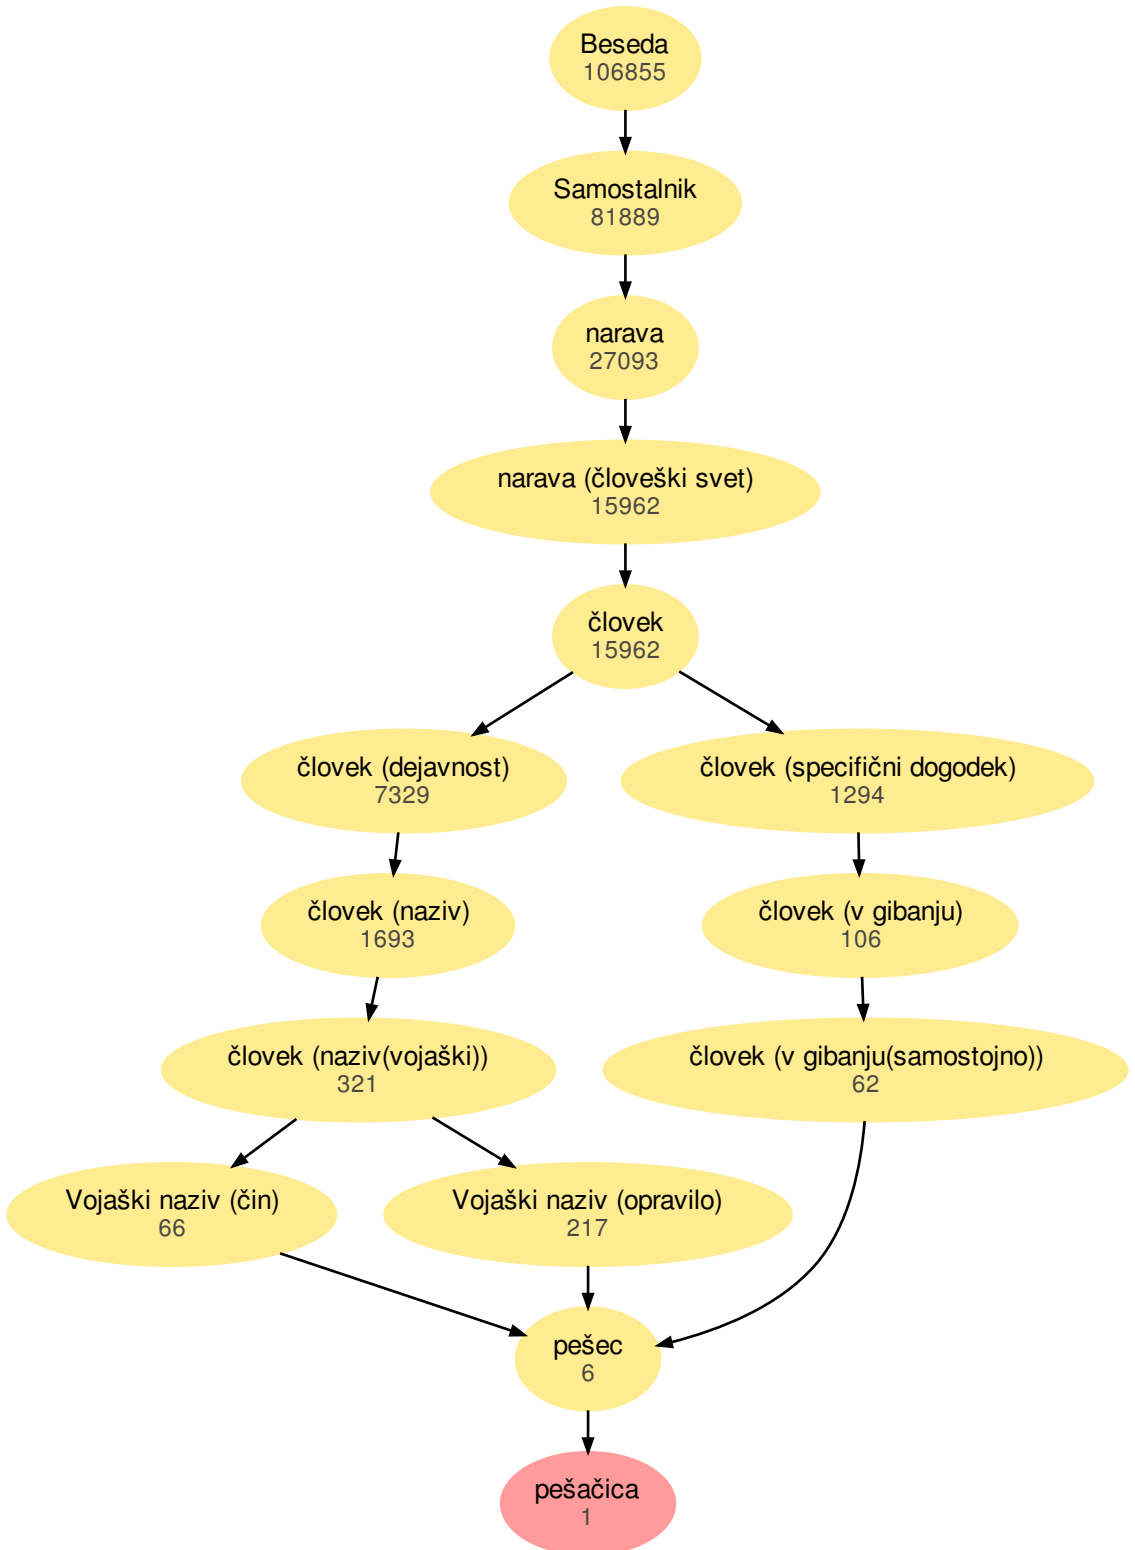 Beseda
106855
Samostalnik
81889
narava
27093
narava (človeški svet)
15962
človek
15962
človek (dejavnost)
7329
človek (specifični dogodek)
1294
človek (naziv)
1693
človek (v gibanju)
106
človek (naziv(vojaški))
321
človek (v gibanju(samostojno))
62
Vojaški naziv (čin)
66
Vojaški naziv (opravilo)
217
pešec
6
pešačica
1